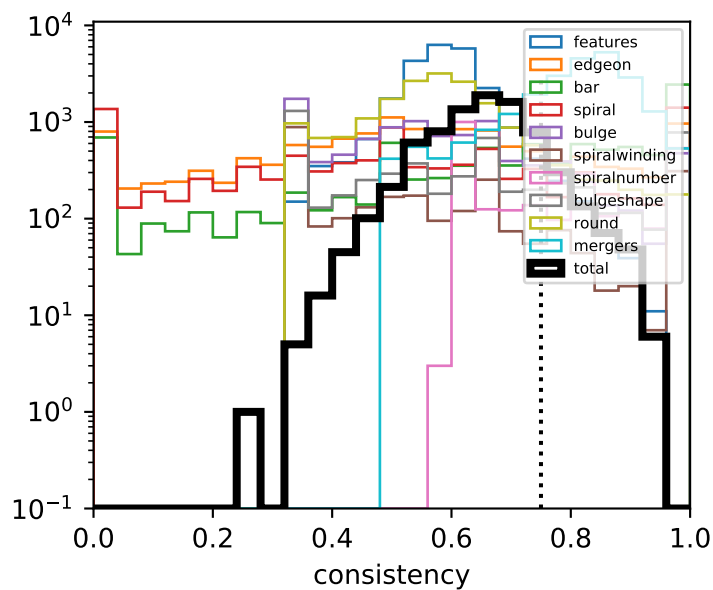 10^4
10^3
10^2
10^1
10^0
10^−1
0.0 0.2 0.4 0.6 0.8 1.0
consistency
features
edgeon
bar
spiral
bulge
spiralwinding
spiralnumber
bulgeshape
round
mergers
total